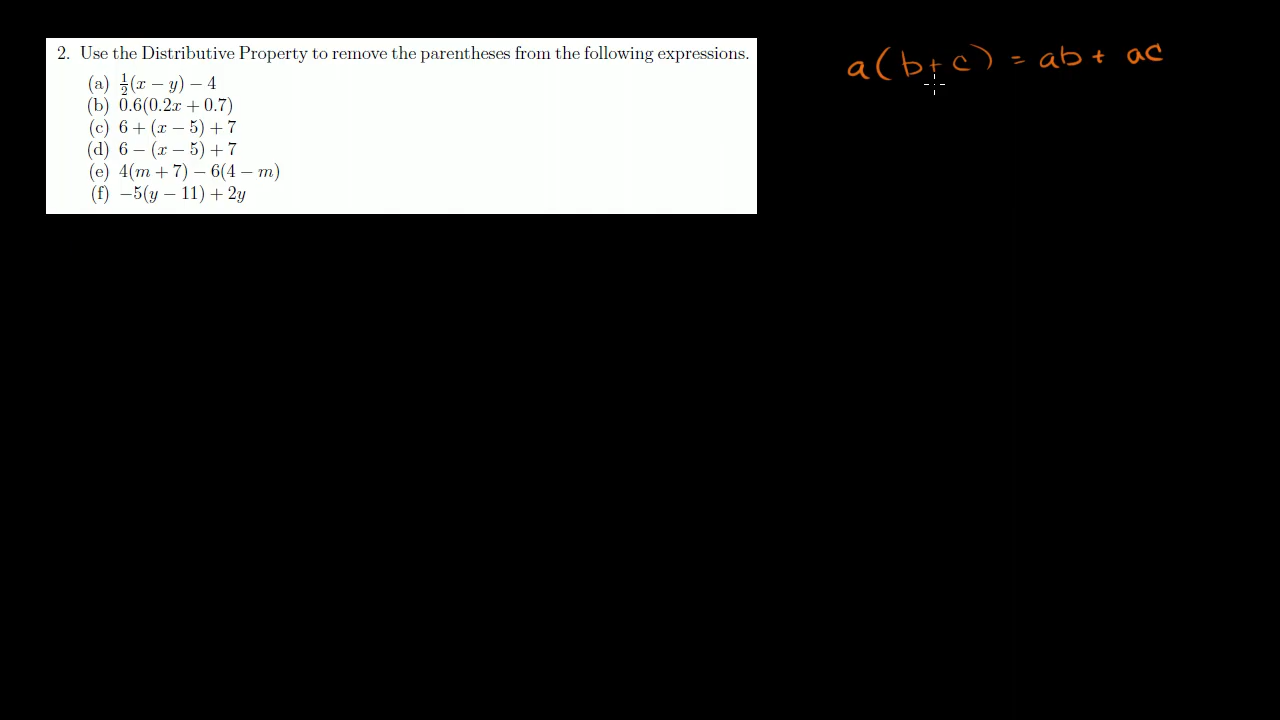 2. Use the Distributive Property to remove the parentheses from the following expressions.
(a) ½(x − y) − 4
(b) 0.6(0.2x + 0.7)
(c) 6 + (x − 5) + 7
(d) 6 − (x − 5) + 7
(e) 4(m + 7) − 6(4 − m)
(f) −5(y − 11) + 2y
a(b+c) = ab + ac